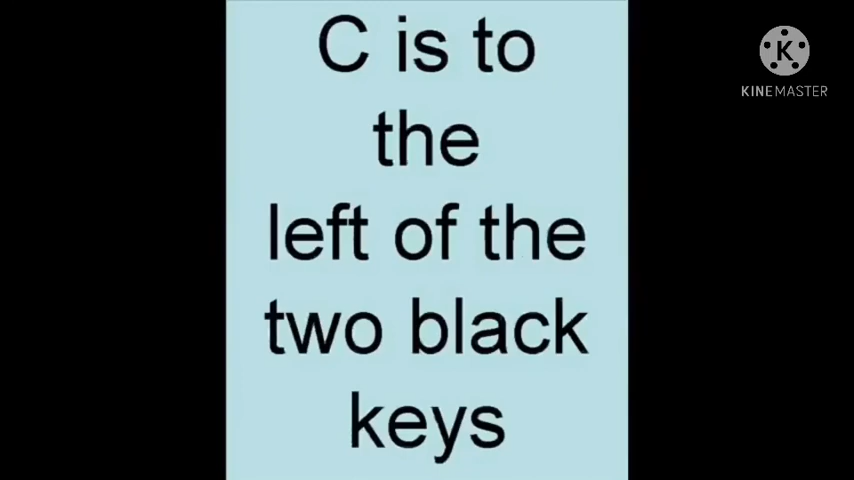 C is to
the
left of the
two black
keys
K
KINEMASTER